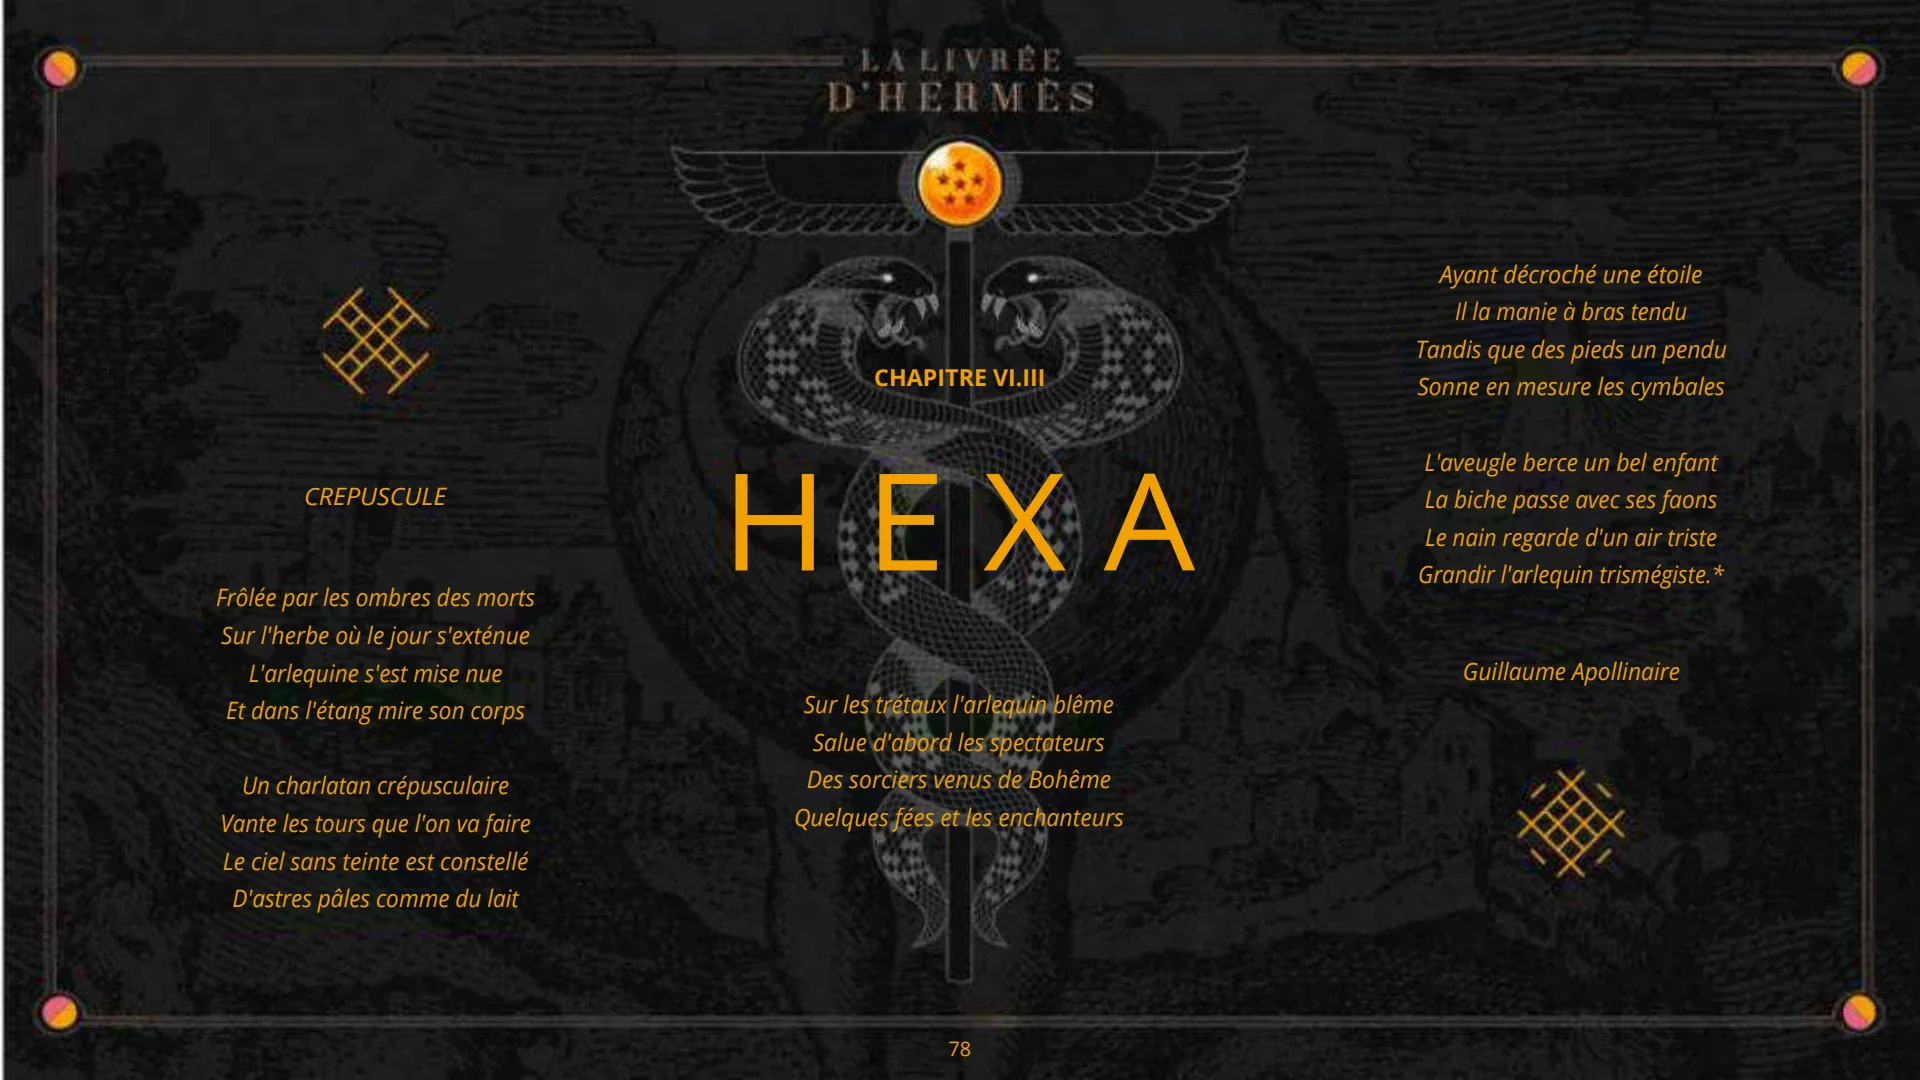 LA LIVRÉE
D'HERMÈS
CHAPITRE VI.III
HEXA
CREPUSCULE
Frôlée par les ombres des morts
Sur l'herbe où le jour s'exténue
L'arlequine s'est mise nue
Et dans l'étang mire son corps
Un charlatan crépusculaire
Vante les tours que l'on va faire
Le ciel sans teinte est constellé
D'astres pâles comme du lait
Sur les trétaux l'arlequin blême
Salue d'abord les spectateurs
Des sorciers venus de Bohême
Quelques fées et les enchanteurs
Ayant décroché une étoile
Il la manie à bras tendu
Tandis que des pieds un pendu
Sonne en mesure les cymbales
L'aveugle berce un bel enfant
La biche passe avec ses faons
Le nain regarde d'un air triste
Grandir l'arlequin trismégiste.*
Guillaume Apollinaire
78